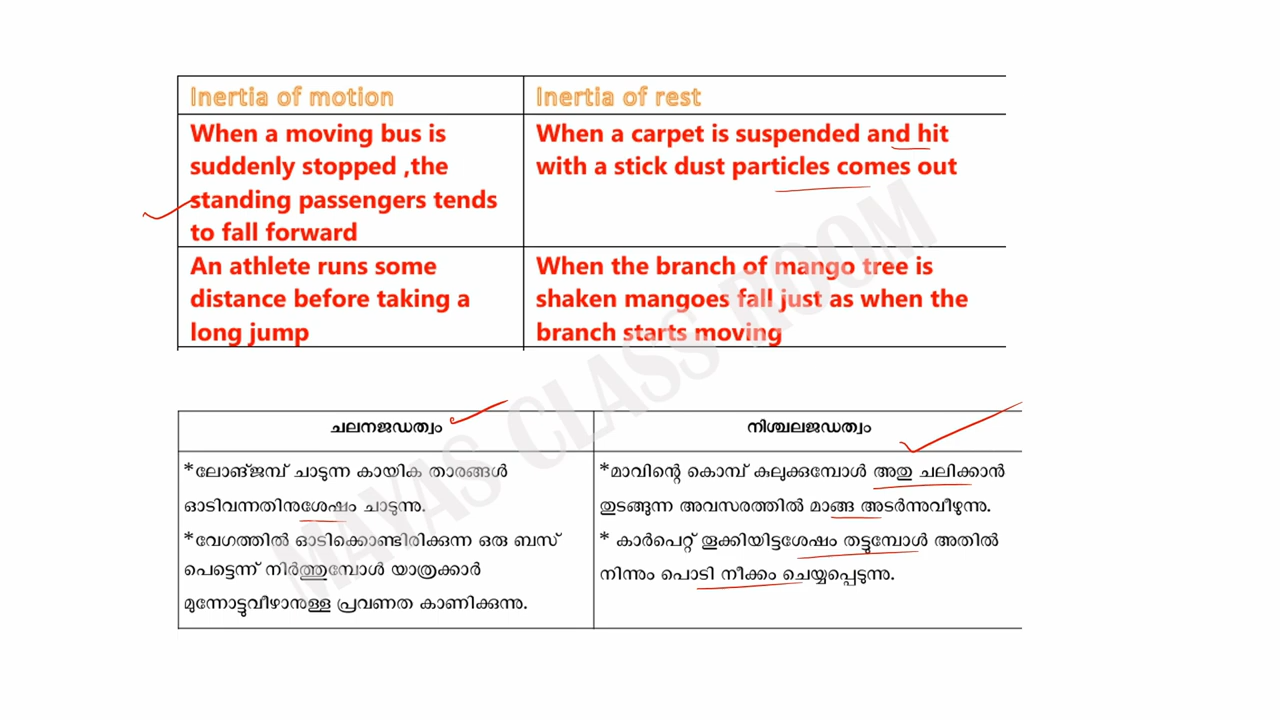 Inertia of motion
Inertia of rest
When a moving bus is
suddenly stopped ,the
standing passengers tends
to fall forward
When a carpet is suspended and hit
with a stick dust particles comes out
An athlete runs some
distance before taking a
long jump
When the branch of mango tree is
shaken mangoes fall just as when the
branch starts moving
MAYAS CLASS ROOM
ചലനജഡത്വം
നിശ്ചലജഡത്വം
*ലോങ്ജമ്പ് ചാടുന്ന കായിക താരങ്ങൾ
ഓടിവന്നതിനുശേഷം ചാടുന്നു.
*വേഗത്തിൽ ഓടിക്കൊണ്ടിരിക്കുന്ന ഒരു ബസ്
പെട്ടെന്ന് നിർത്തുമ്പോൾ യാത്രക്കാർ
മുന്നോട്ടുവീഴാനുള്ള പ്രവണത കാണിക്കുന്നു.
*മാവിന്റെ കൊമ്പ് കുലുക്കുമ്പോൾ അതു ചലിക്കാൻ
തുടങ്ങുന്ന അവസരത്തിൽ മാങ്ങ അടർന്നുവീഴുന്നു.
* കാർപെറ്റ് തൂക്കിയിട്ടശേഷം തട്ടുമ്പോൾ അതിൽ
നിന്നും പൊടി നീക്കം ചെയ്യപ്പെടുന്നു.